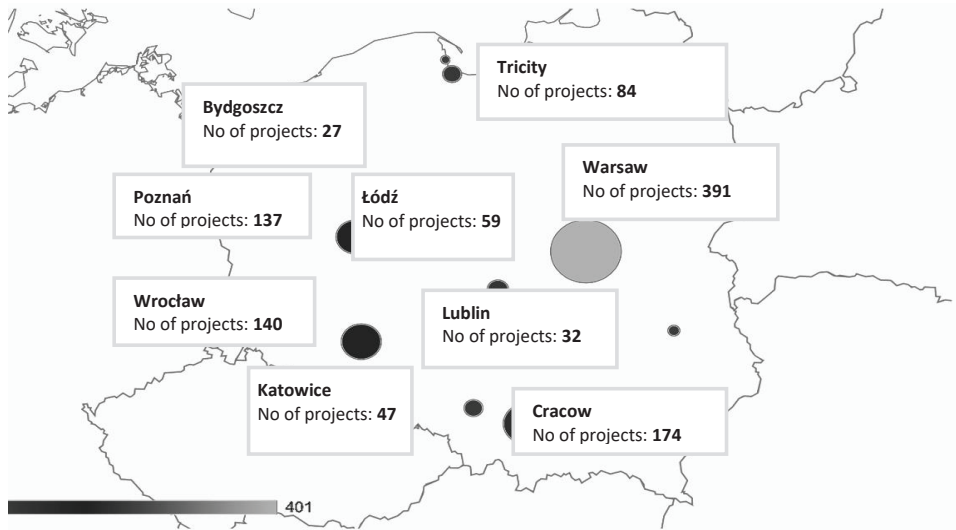 Tricity
No of projects: 84
Bydgoszcz
No of projects: 27
Warsaw
No of projects: 391
Poznań
No of projects: 137
Łódź
No of projects: 59
Wrocław
No of projects: 140
Lublin
No of projects: 32
Katowice
No of projects: 47
Cracow
No of projects: 174
401